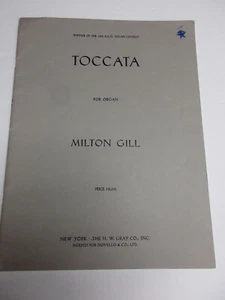 TOCCATA
FOR ORGAN
MILTON GILL
NEW YORK: THE H. W. GRAY CO., INC.
AGENTS FOR NOVELLO & CO., LTD.